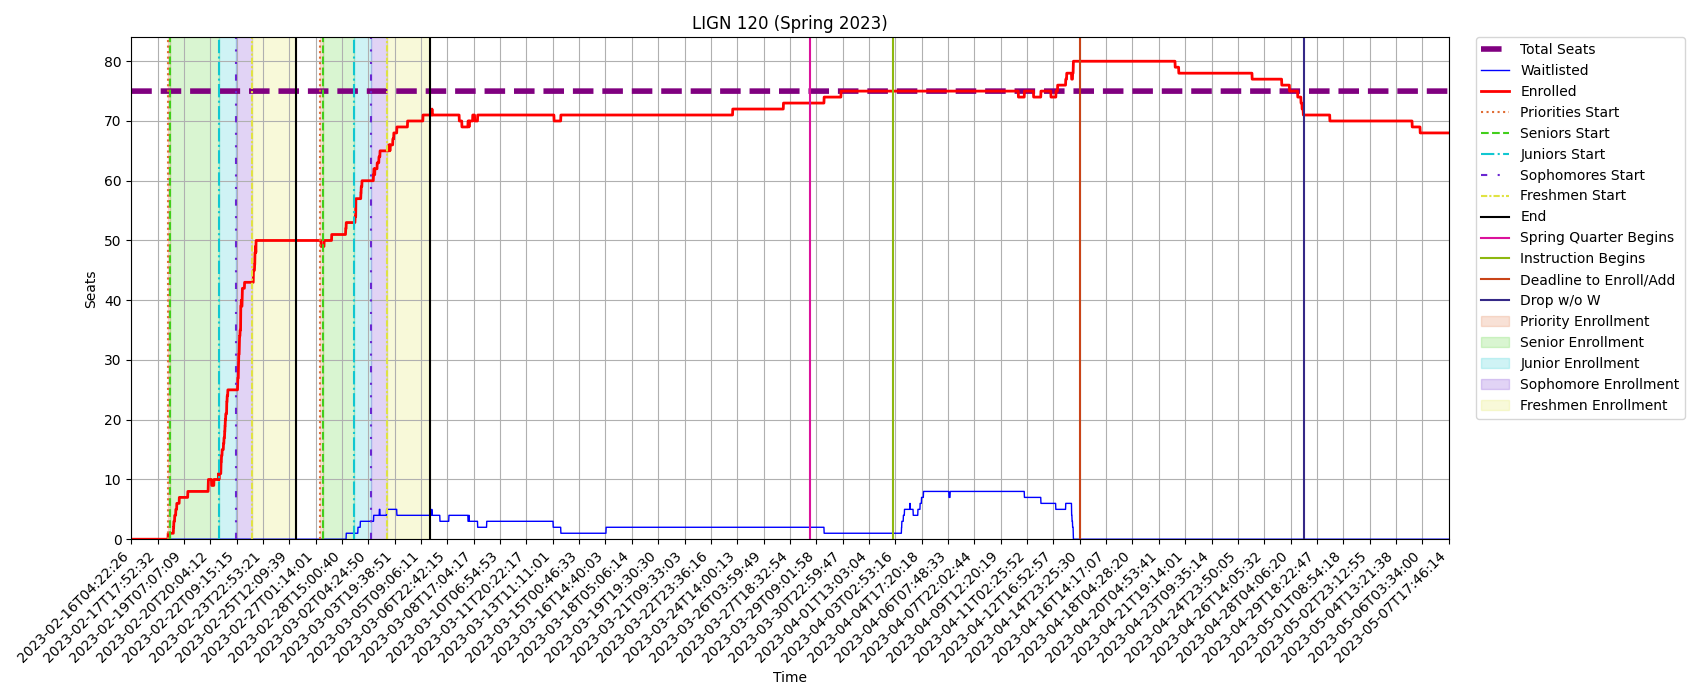 LIGN 120 (Spring 2023)
Seats
80
70
60
50
40
30
20
10
0
2023-02-16T04:22:26
2023-02-17T17:52:32
2023-02-19T07:07:09
2023-02-20T20:04:12
2023-02-22T09:15:15
2023-02-23T22:53:21
2023-02-25T12:09:39
2023-02-27T01:14:01
2023-02-28T15:00:40
2023-03-02T04:24:50
2023-03-03T19:38:51
2023-03-05T09:06:11
2023-03-06T22:42:15
2023-03-08T17:04:17
2023-03-10T06:54:53
2023-03-11T20:22:17
2023-03-13T11:11:01
2023-03-15T00:46:33
2023-03-16T14:40:03
2023-03-18T05:06:14
2023-03-19T19:30:30
2023-03-21T09:33:03
2023-03-22T23:36:16
2023-03-24T14:00:13
2023-03-26T03:59:49
2023-03-27T18:32:54
2023-03-29T09:01:58
2023-03-30T22:59:47
2023-04-01T13:03:04
2023-04-03T02:53:16
2023-04-04T17:20:18
2023-04-06T07:48:33
2023-04-07T22:02:44
2023-04-09T12:20:19
2023-04-11T02:25:52
2023-04-12T16:52:57
2023-04-14T23:25:30
2023-04-16T14:17:07
2023-04-18T04:28:20
2023-04-20T04:53:41
2023-04-21T19:14:01
2023-04-23T09:35:14
2023-04-24T23:50:05
2023-04-26T14:05:32
2023-04-28T04:06:20
2023-04-29T18:22:47
2023-05-01T08:54:18
2023-05-02T23:12:55
2023-05-04T13:21:38
2023-05-06T03:34:00
2023-05-07T17:46:14
Time
Total Seats
Waitlisted
Enrolled
Priorities Start
Seniors Start
Juniors Start
Sophomores Start
Freshmen Start
End
Spring Quarter Begins
Instruction Begins
Deadline to Enroll/Add
Drop w/o W
Priority Enrollment
Senior Enrollment
Junior Enrollment
Sophomore Enrollment
Freshmen Enrollment